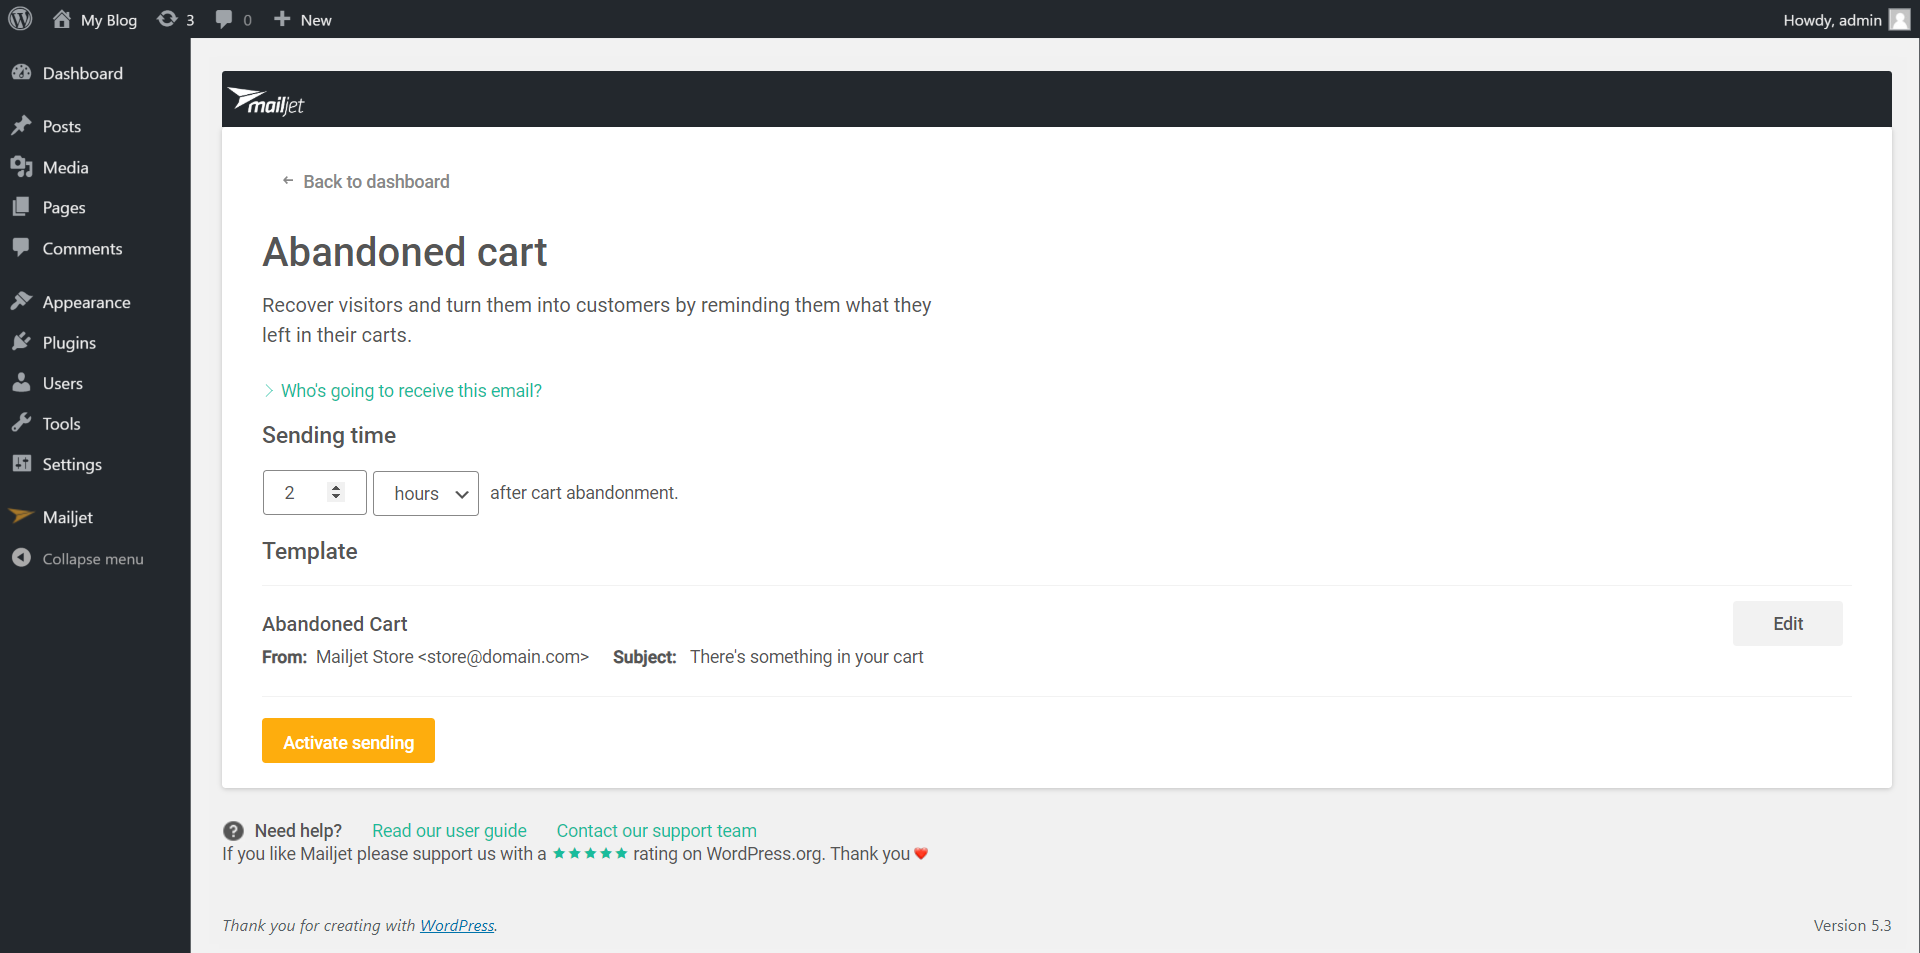 My Blog 3 0 New Howdy, admin
Dashboard
Posts
Media
Pages
Comments
Appearance
Plugins
Users
Tools
Settings
Mailjet
Collapse menu
mailjet
← Back to dashboard
Abandoned cart
Recover visitors and turn them into customers by reminding them what they
left in their carts.
Who's going to receive this email?
Sending time
2 hours after cart abandonment.
Template
Abandoned Cart
Edit
From: Mailjet Store <store@domain.com> Subject: There's something in your cart
Activate sending
? Need help? Read our user guide Contact our support team
If you like Mailjet please support us with a ★★★★★ rating on WordPress.org. Thank you ❤
Thank you for creating with WordPress. Version 5.3